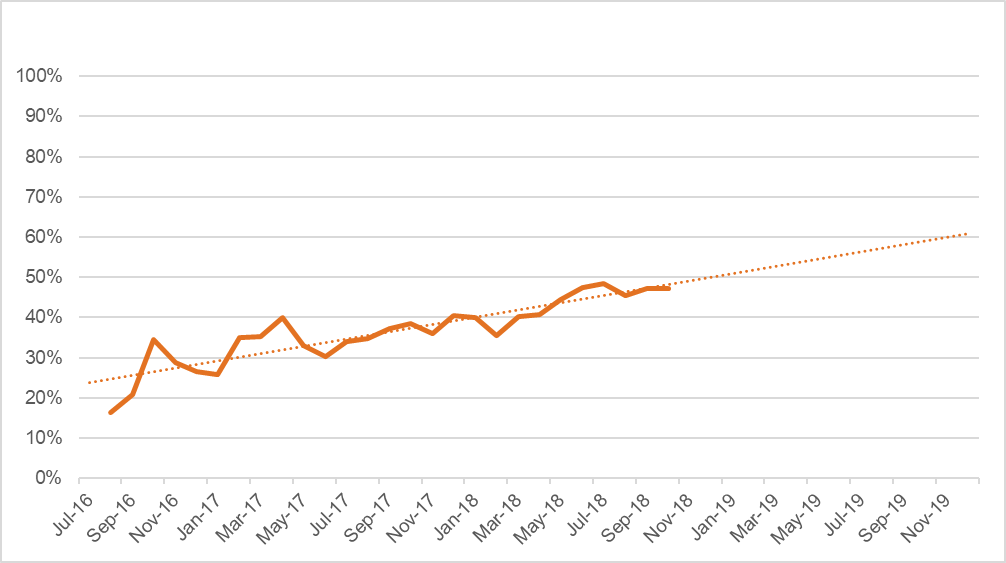 100%
90%
80%
70%
60%
50%
40%
30%
20%
10%
0%
Jul-16
Sep-16
Nov-16
Jan-17
Mar-17
May-17
Jul-17
Sep-17
Nov-17
Jan-18
Mar-18
May-18
Jul-18
Sep-18
Nov-18
Jan-19
Mar-19
May-19
Jul-19
Sep-19
Nov-19